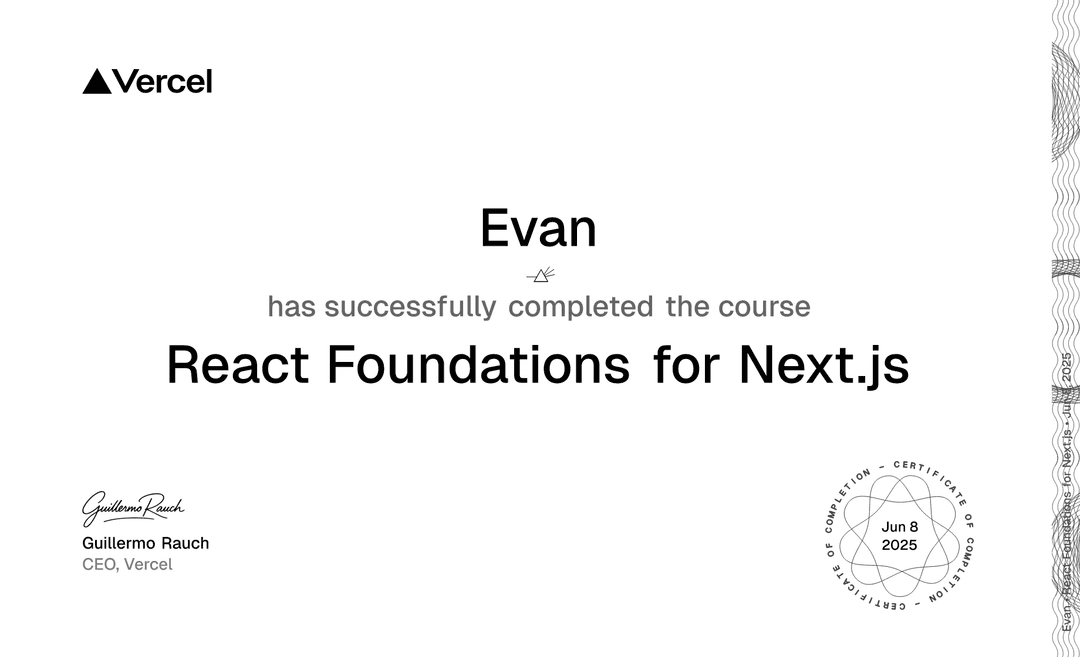 Vercel
Evan
has successfully completed the course
React Foundations for Next.js
Guillermo Rauch
Guillermo Rauch
CEO, Vercel
CERTIFICATE OF COMPLETION – CERTIFICATE OF COMPLETION –
Jun 8
2025
Evan • React Foundations for Next.js • Jun 8, 2025